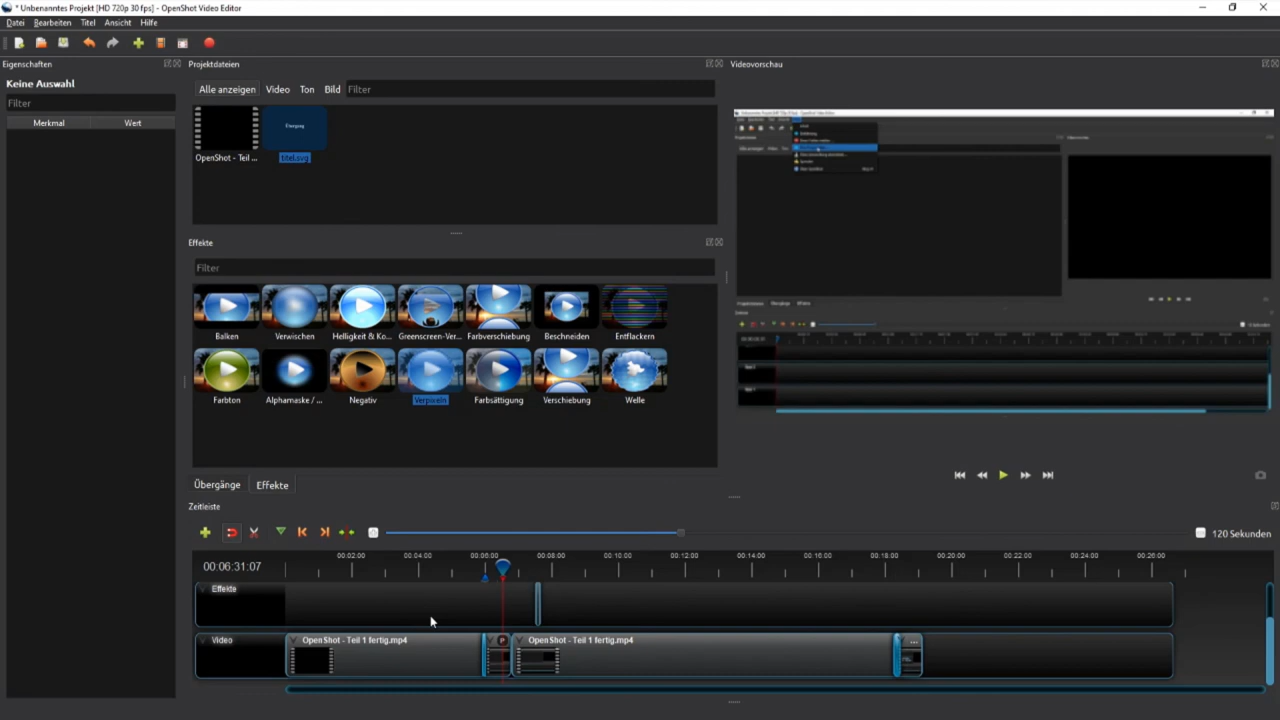 * Unbenanntes Projekt [HD 720p 30 fps] - OpenShot Video Editor
Datei Bearbeiten Titel Ansicht Hilfe
Eigenschaften
Projektdateien
Videovorschau
Keine Auswahl
Filter
Merkmal Wert
Alle anzeigen Video Ton Bild Filter
Übergang
OpenShot - Teil ... titel.svg
Effekte
Filter
Balken Verwischen Helligkeit & Ko... Greenscreen-Ver... Farbverschiebung Beschneiden Entflackern
Farbton Alphamaske / ... Negativ Verpixeln Farbsättigung Verschiebung Welle
Übergänge Effekte
Zeitleiste
120 Sekunden
00:06:31:07
00:02:00 00:04:00 00:06:00 00:08:00 00:10:00 00:12:00 00:14:00 00:16:00 00:18:00 00:20:00 00:22:00 00:24:00 00:26:00
Effekte
Video
OpenShot - Teil 1 fertig.mp4
P
OpenShot - Teil 1 fertig.mp4
...